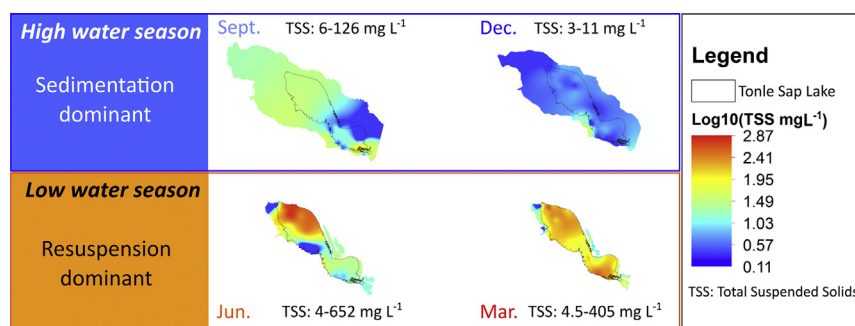 High water season
Sedimentation
dominant
Sept. TSS: 6-126 mg L-1
Dec. TSS: 3-11 mg L-1
Low water season
Resuspension
dominant
Jun. TSS: 4-652 mg L-1
Mar. TSS: 4.5-405 mg L-1
Legend
Tonle Sap Lake
Log10(TSS mgL-1)
2.87
2.41
1.95
1.49
1.03
0.57
0.11
TSS: Total Suspended Solids